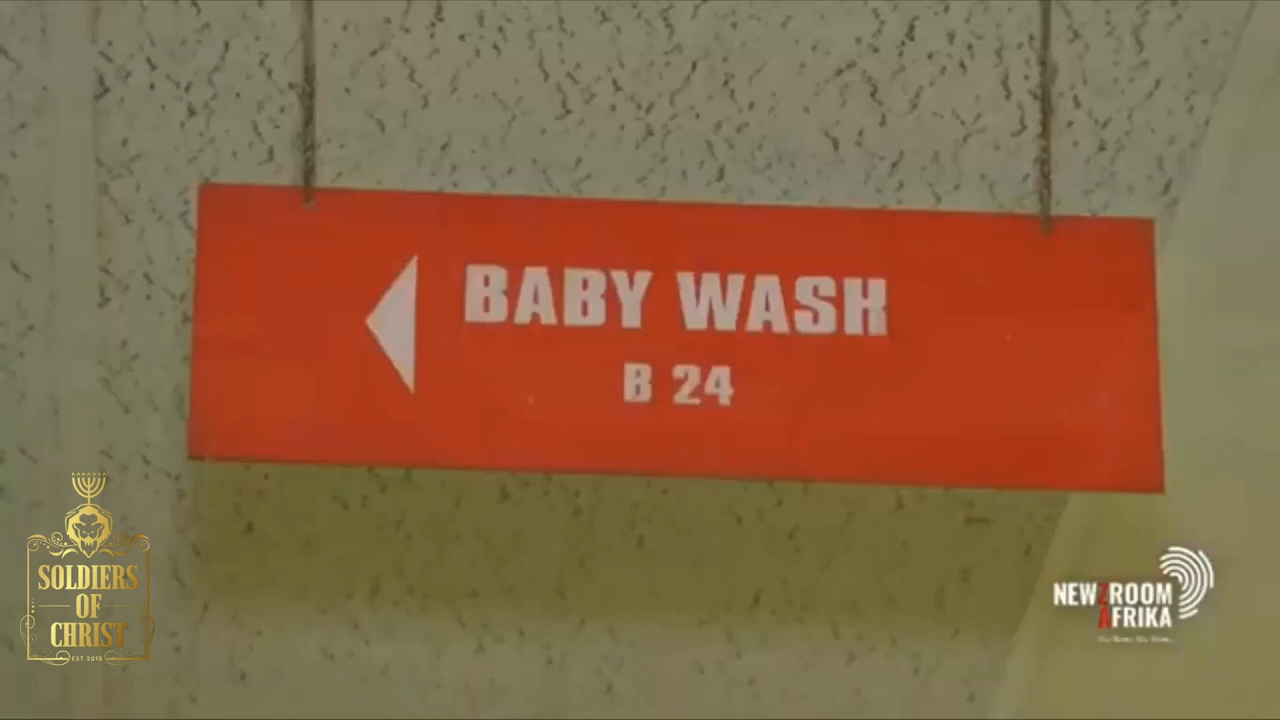 BABY WASH
B 24
SOLDIERS
OF
CHRIST
EST 2015
NEWZROOM
AFRIKA